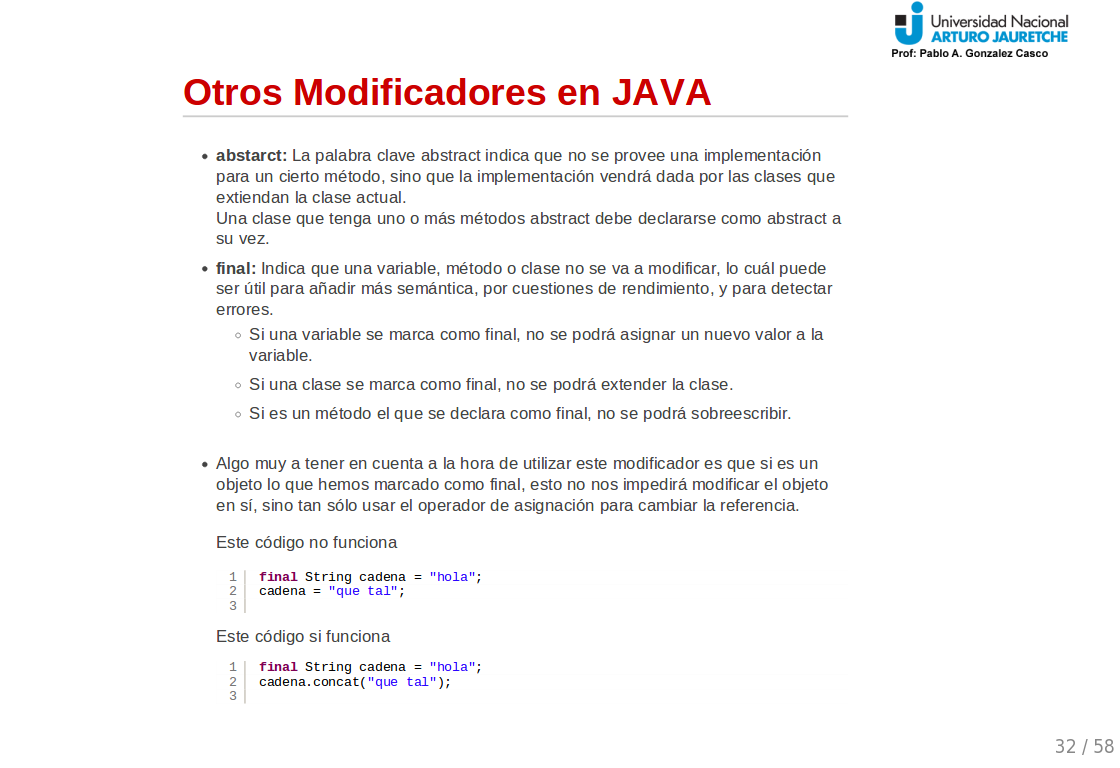 Universidad Nacional
ARTURO JAURETCHE
Prof: Pablo A. Gonzalez Casco
Otros Modificadores en JAVA
• abstarct: La palabra clave abstract indica que no se provee una implementación
para un cierto método, sino que la implementación vendrá dada por las clases que
extiendan la clase actual.
Una clase que tenga uno o más métodos abstract debe declararse como abstract a
su vez.
• final: Indica que una variable, método o clase no se va a modificar, lo cuál puede
ser útil para añadir más semántica, por cuestiones de rendimiento, y para detectar
errores.
◦ Si una variable se marca como final, no se podrá asignar un nuevo valor a la
variable.
◦ Si una clase se marca como final, no se podrá extender la clase.
◦ Si es un método el que se declara como final, no se podrá sobreescribir.
• Algo muy a tener en cuenta a la hora de utilizar este modificador es que si es un
objeto lo que hemos marcado como final, esto no nos impedirá modificar el objeto
en sí, sino tan sólo usar el operador de asignación para cambiar la referencia.
Este código no funciona
1 final String cadena = "hola";
2 cadena = "que tal";
3
Este código si funciona
1 final String cadena = "hola";
2 cadena.concat("que tal");
3
32 / 58